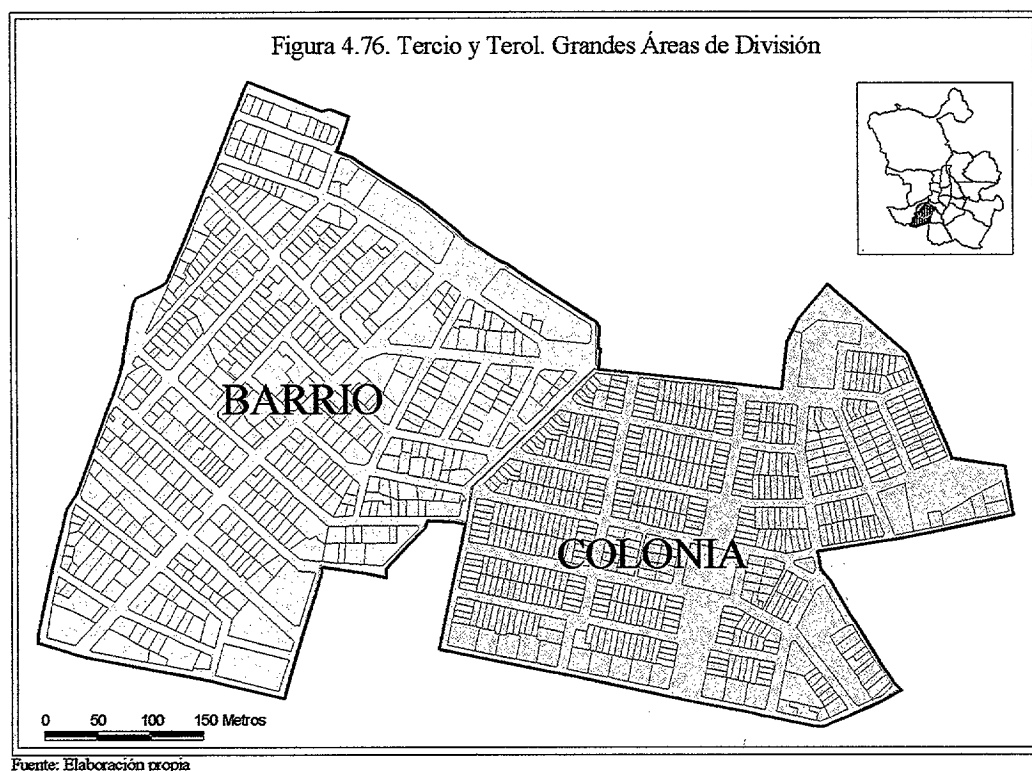 Figura 4.76. Tercio y Terol. Grandes Áreas de División
BARRIO
COLONIA
0 50 100 150 Metros
Fuente: Elaboración propia